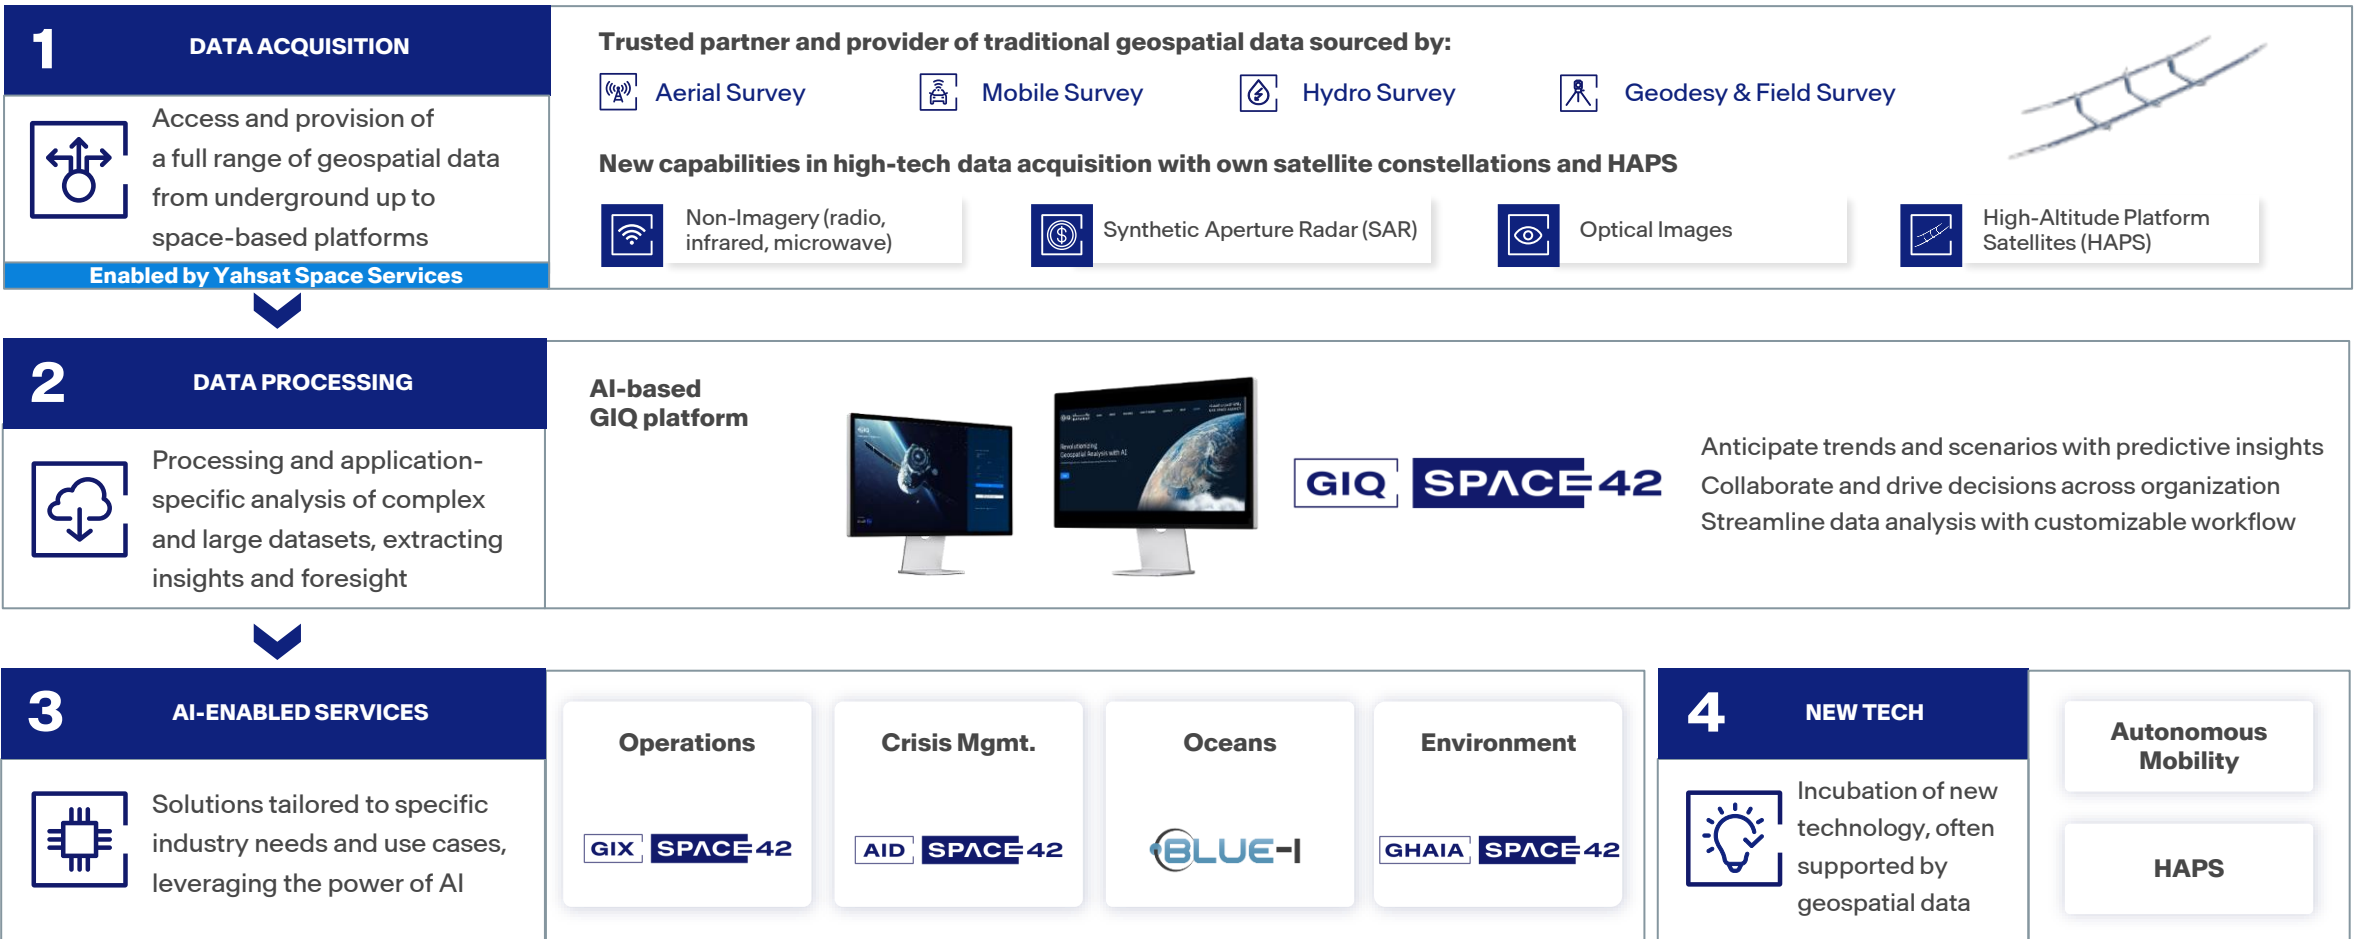 1
DATA ACQUISITION
Access and provision of
a full range of geospatial data
from underground up to
space-based platforms
Enabled by Yahsat Space Services
Trusted partner and provider of traditional geospatial data sourced by:
Aerial Survey
Mobile Survey
Hydro Survey
Geodesy & Field Survey
New capabilities in high-tech data acquisition with own satellite constellations and HAPS
Non-Imagery (radio,
infrared, microwave)
Synthetic Aperture Radar (SAR)
Optical Images
High-Altitude Platform
Satellites (HAPS)
2
DATA PROCESSING
Processing and application-
specific analysis of complex
and large datasets, extracting
insights and foresight
AI-based
GIQ platform
Revolutionizing
Geospatial Analysis with AI
GIQ SPACE42
Anticipate trends and scenarios with predictive insights
Collaborate and drive decisions across organization
Streamline data analysis with customizable workflow
3
AI-ENABLED SERVICES
Solutions tailored to specific
industry needs and use cases,
leveraging the power of AI
Operations
GIX SPACE42
Crisis Mgmt.
AID SPACE42
Oceans
BLUE-I
Environment
GHAIA SPACE42
4
NEW TECH
Incubation of new
technology, often
supported by
geospatial data
Autonomous
Mobility
HAPS